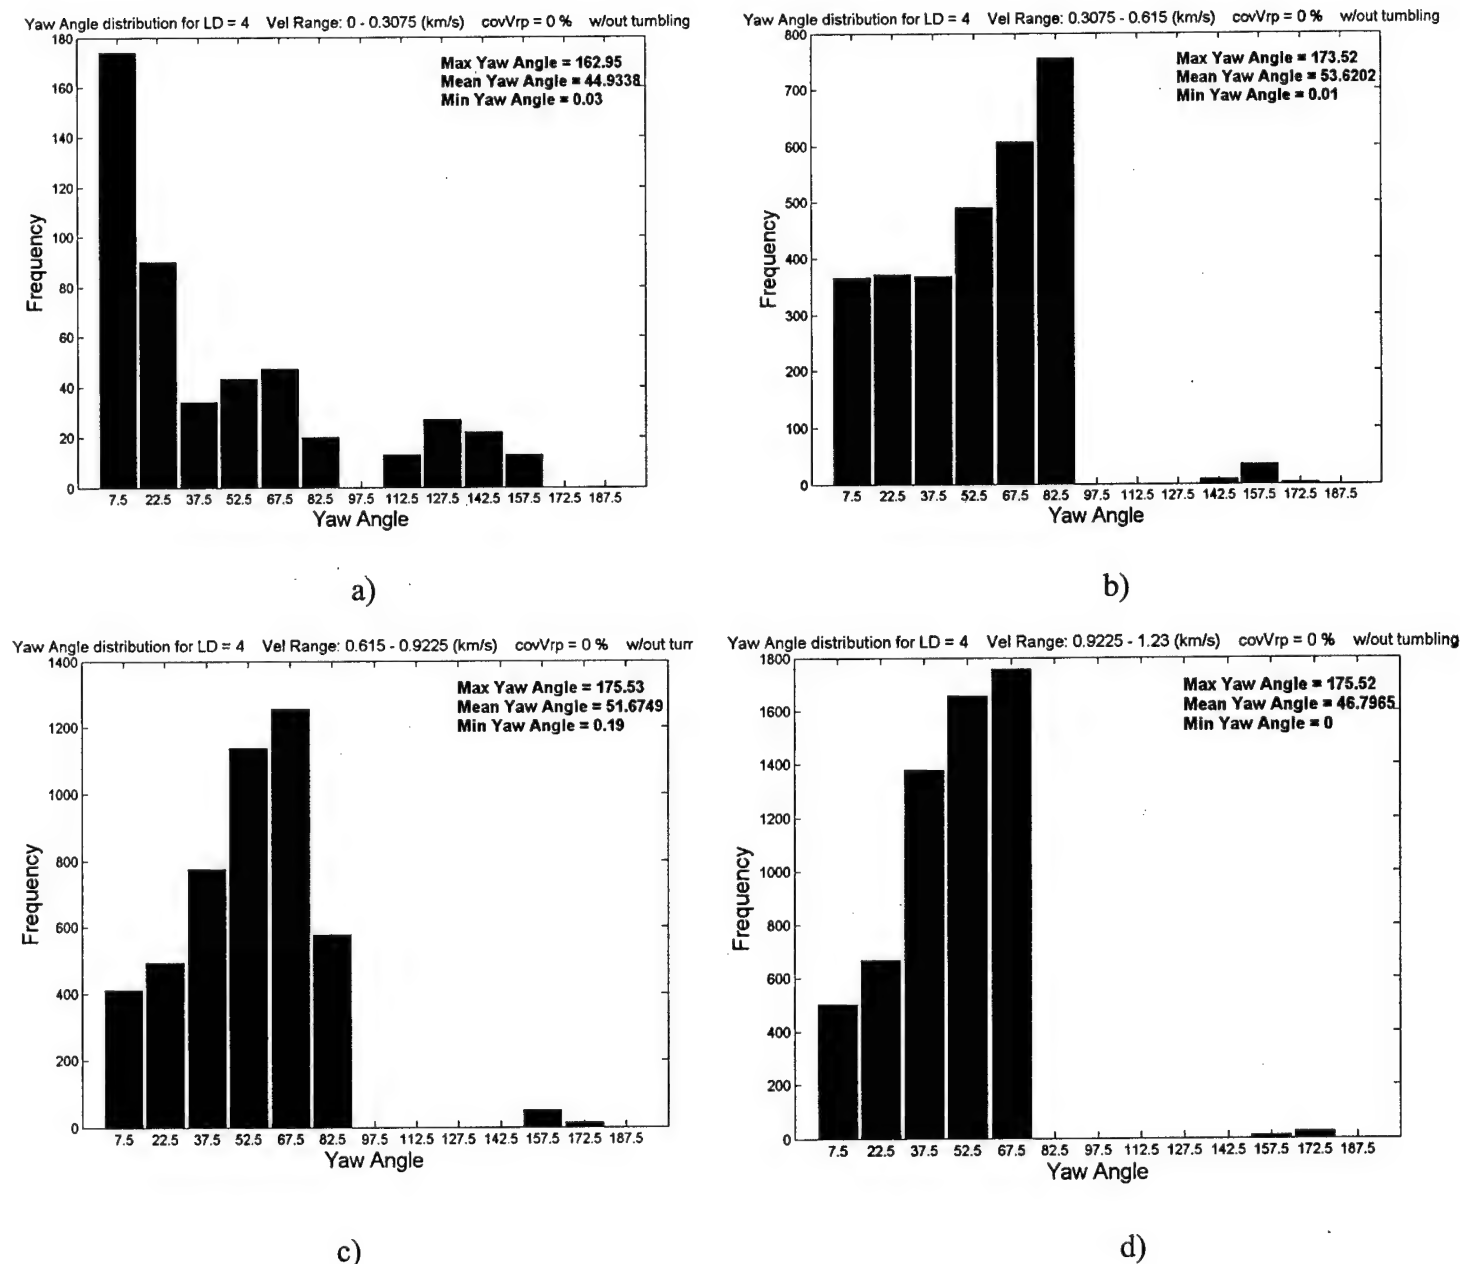 Yaw Angle distribution for LD = 4 Vel Range: 0 - 0.3075 (km/s) covVrp = 0 % w/out tumbling
Max Yaw Angle = 162.95
Mean Yaw Angle = 44.9338
Min Yaw Angle = 0.03
180
160
140
120
100
80
60
40
20
0
Frequency
7.5 22.5 37.5 52.5 67.5 82.5 97.5 112.5 127.5 142.5 157.5 172.5 187.5
Yaw Angle
a)
Yaw Angle distribution for LD = 4 Vel Range: 0.3075 - 0.615 (km/s) covVrp = 0 % w/out tumbling
Max Yaw Angle = 173.52
Mean Yaw Angle = 53.6202
Min Yaw Angle = 0.01
800
700
600
500
400
300
200
100
0
Frequency
7.5 22.5 37.5 52.5 67.5 82.5 97.5 112.5 127.5 142.5 157.5 172.5 187.5
Yaw Angle
b)
Yaw Angle distribution for LD = 4 Vel Range: 0.615 - 0.9225 (km/s) covVrp = 0 % w/out turr
Max Yaw Angle = 175.53
Mean Yaw Angle = 51.6749
Min Yaw Angle = 0.19
1400
1200
1000
800
600
400
200
0
Frequency
7.5 22.5 37.5 52.5 67.5 82.5 97.5 112.5 127.5 142.5 157.5 172.5 187.5
Yaw Angle
c)
Yaw Angle distribution for LD = 4 Vel Range: 0.9225 - 1.23 (km/s) covVrp = 0 % w/out tumbling
Max Yaw Angle = 175.52
Mean Yaw Angle = 46.7965
Min Yaw Angle = 0
1800
1600
1400
1200
1000
800
600
400
200
0
Frequency
7.5 22.5 37.5 52.5 67.5 82.5 97.5 112.5 127.5 142.5 157.5 172.5 187.5
Yaw Angle
d)